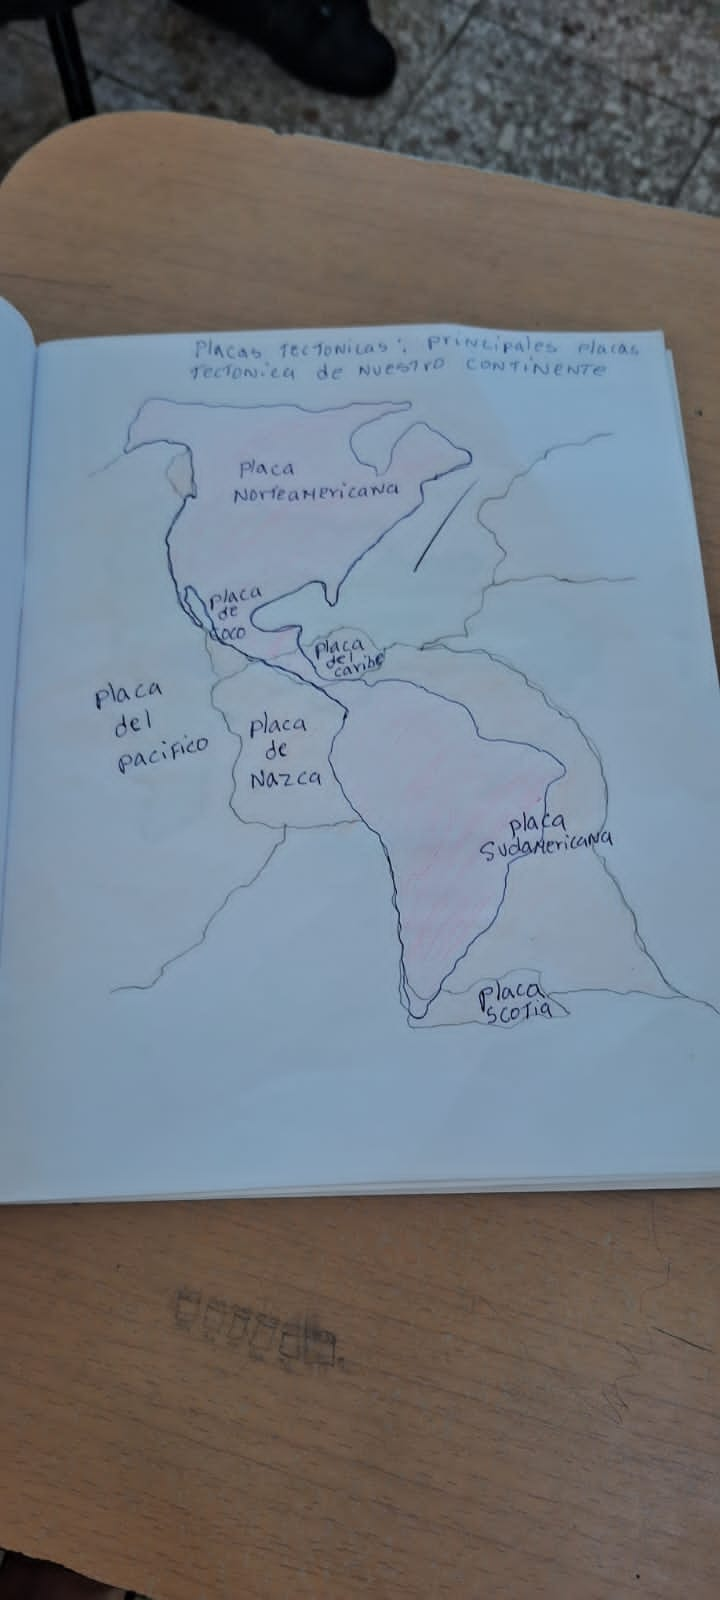 Placas Tectonicas: principales placas
Tectonica de Nuestro CONTINENTE
Placa
Norteamericana
Placa
de
coco
Placa
del
caribe
Placa
del
pacifico
Placa
de
Nazca
placa
Sudamericana
Placa
Scotia